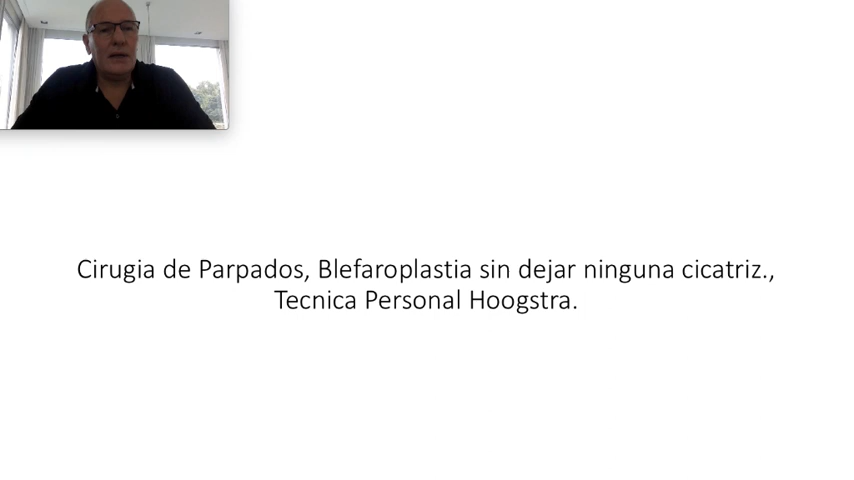 Cirugia de Parpados, Blefaroplastia sin dejar ninguna cicatriz.,
Tecnica Personal Hoogstra.